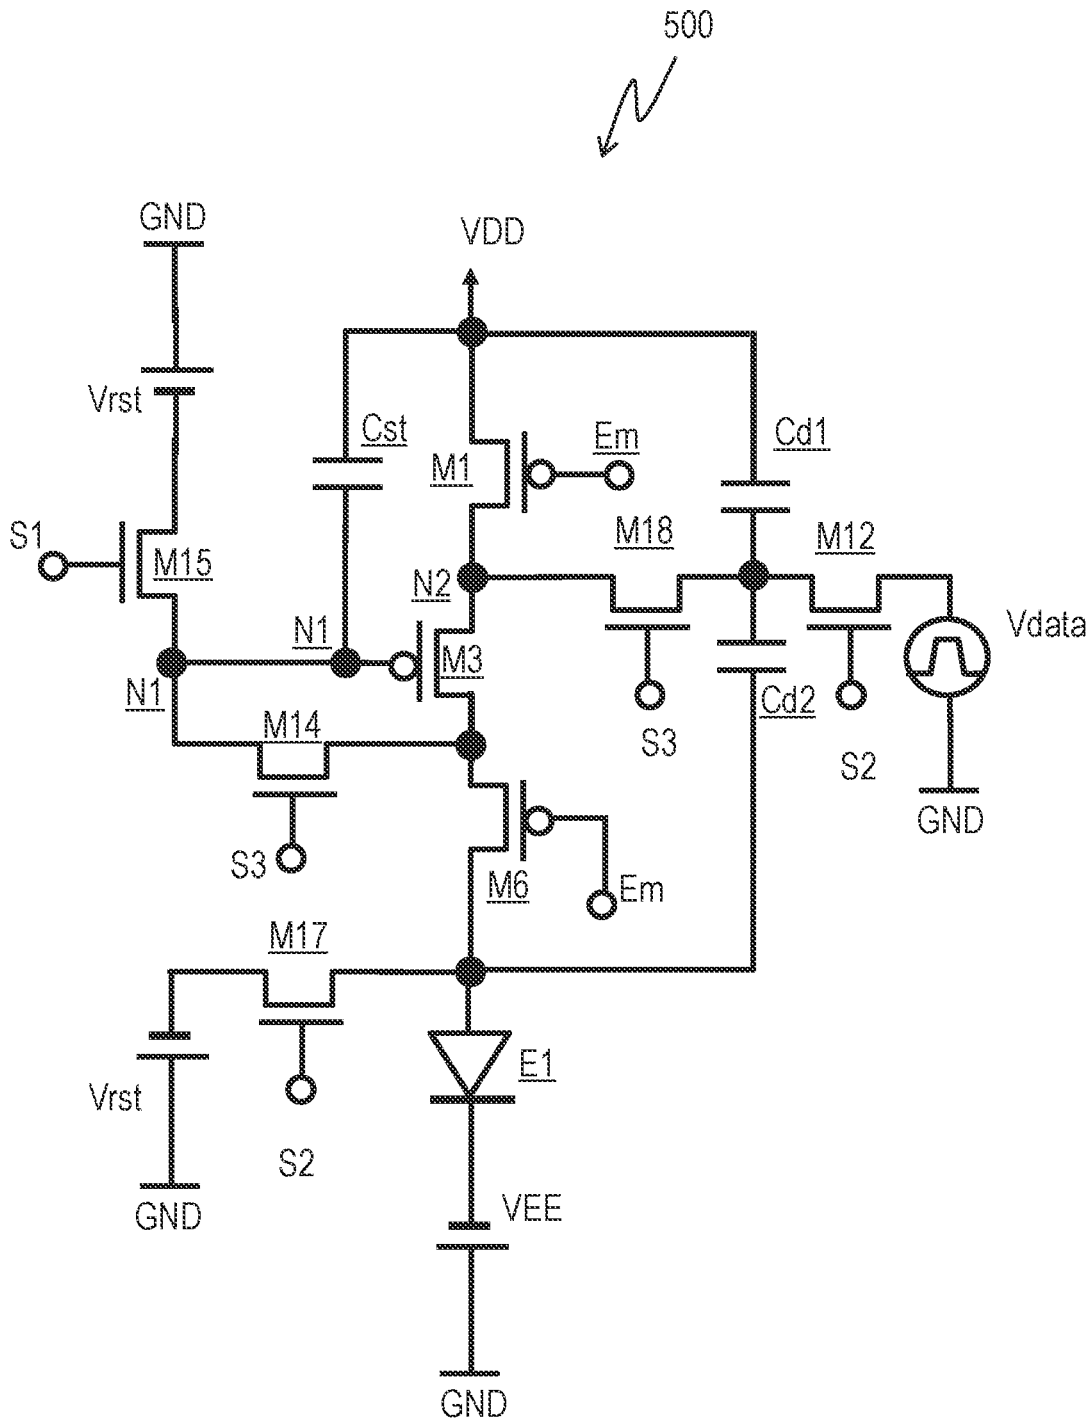 500
GND
VDD
Vrst
Cst
M1
Em
Cd1
S1
M15
M18
M12
N2
N1
M3
Vdata
N1
M14
Cd2
S3
S2
GND
S3
M6
Em
M17
E1
Vrst
S2
VEE
GND
GND